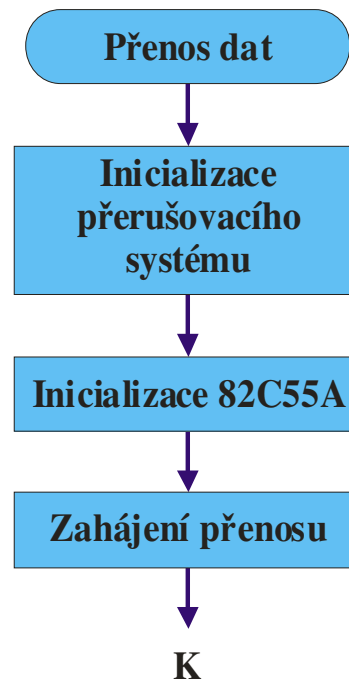 Přenos dat
Inicializace
přerušovacího
systému
Inicializace 82C55A
Zahájení přenosu
K